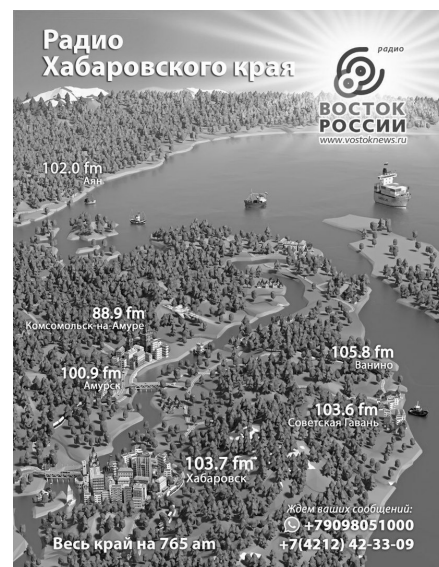 Радио
Хабаровского края
радио
ВОСТОК
РОССИИ
www.vostoknews.ru
102.0 fm
Аян
88.9 fm
Комсомольск-на-Амуре
100.9 fm
Амурск
105.8 fm
Ванино
103.6 fm
Советская Гавань
103.7 fm
Хабаровск
Ждем ваших сообщений:
+79098051000
Весь край на 765 am
+7(4212) 42-33-09